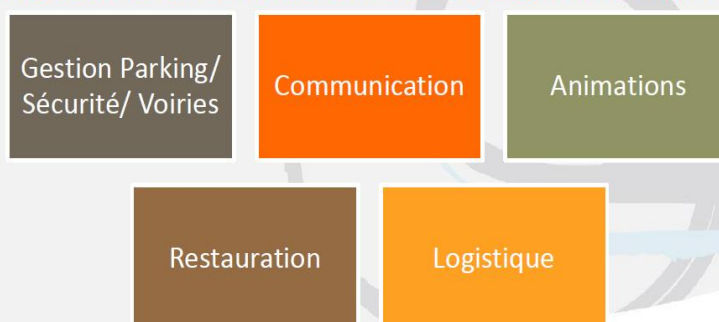 Gestion Parking/
Sécurité/ Voiries
Communication
Animations
Restauration
Logistique